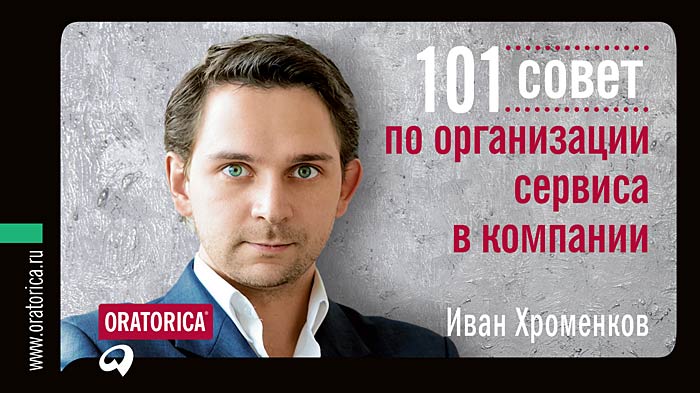 101 совет
по организации
сервиса
в компании
Иван Хроменков
ORATORICA®
www.oratorica.ru